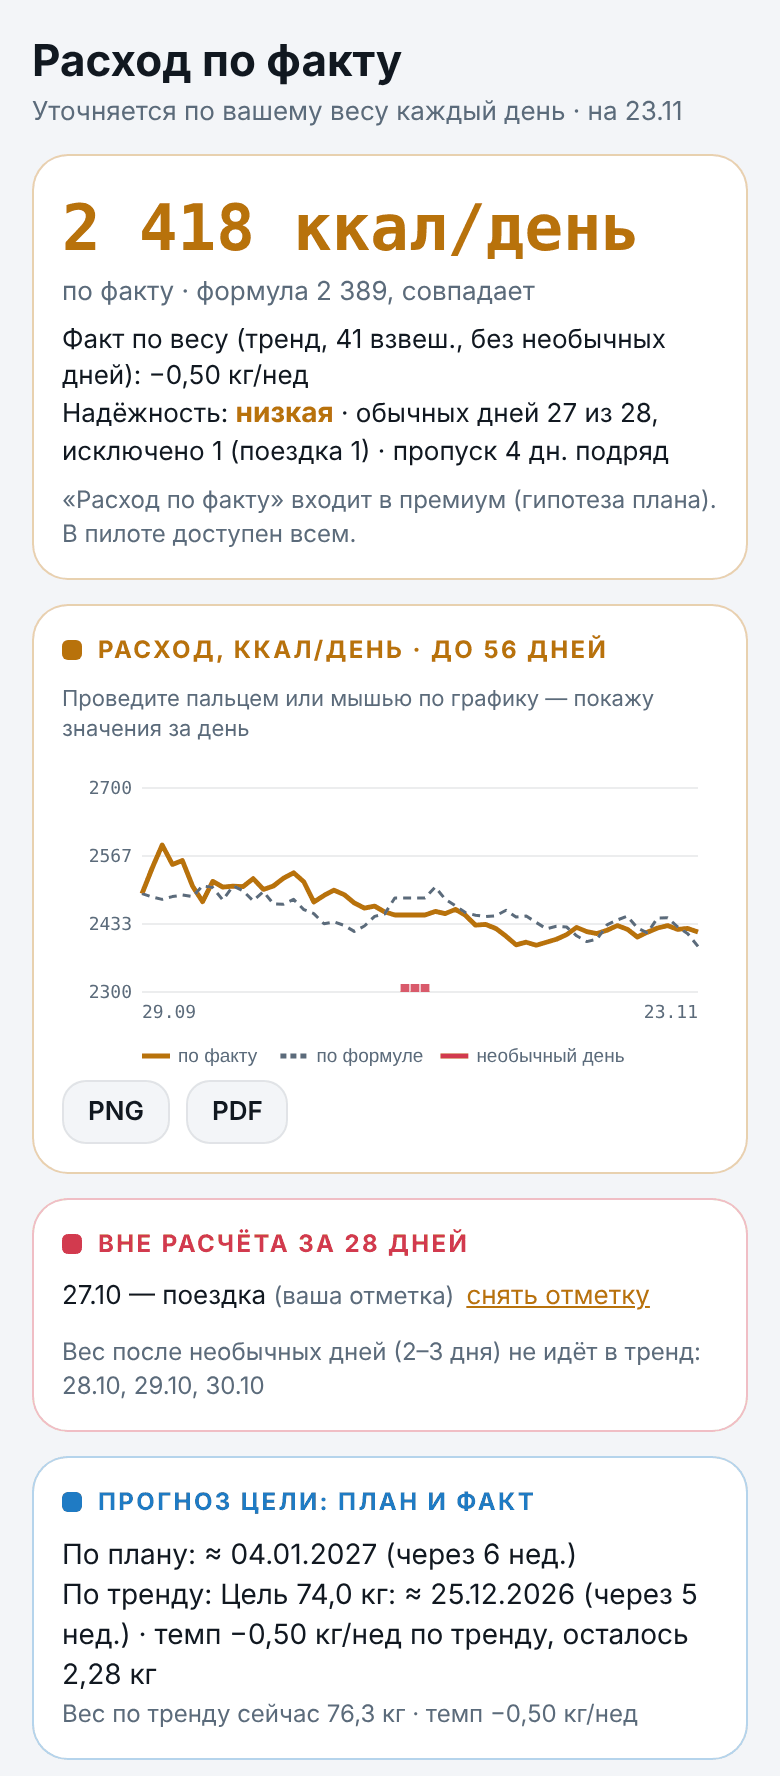 Расход по факту
Уточняется по вашему весу каждый день · на 23.11
2 418 ккал/день
по факту · формула 2 389, совпадает
Факт по весу (тренд, 41 взвеш., без необычных
дней): −0,50 кг/нед
Надёжность: низкая · обычных дней 27 из 28,
исключено 1 (поездка 1) · пропуск 4 дн. подряд
«Расход по факту» входит в премиум (гипотеза плана).
В пилоте доступен всем.
РАСХОД, ККАЛ/ДЕНЬ · ДО 56 ДНЕЙ
Проведите пальцем или мышью по графику — покажу
значения за день
2700
2567
2433
2300
29.09 23.11
по факту по формуле необычный день
PNG PDF
ВНЕ РАСЧЁТА ЗА 28 ДНЕЙ
27.10 — поездка (ваша отметка) снять отметку
Вес после необычных дней (2–3 дня) не идёт в тренд:
28.10, 29.10, 30.10
ПРОГНОЗ ЦЕЛИ: ПЛАН И ФАКТ
По плану: ≈ 04.01.2027 (через 6 нед.)
По тренду: Цель 74,0 кг: ≈ 25.12.2026 (через 5
нед.) · темп −0,50 кг/нед по тренду, осталось
2,28 кг
Вес по тренду сейчас 76,3 кг · темп −0,50 кг/нед